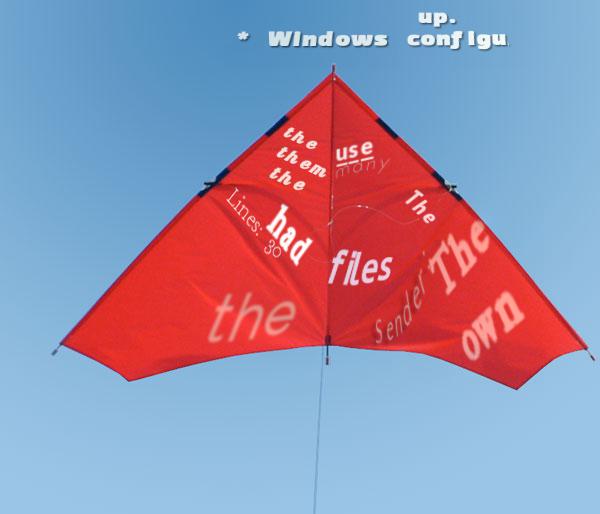 up.
* Windows configu
the
them
the
use
many
The
Lines:
30
had
files
The
Sender
the
own